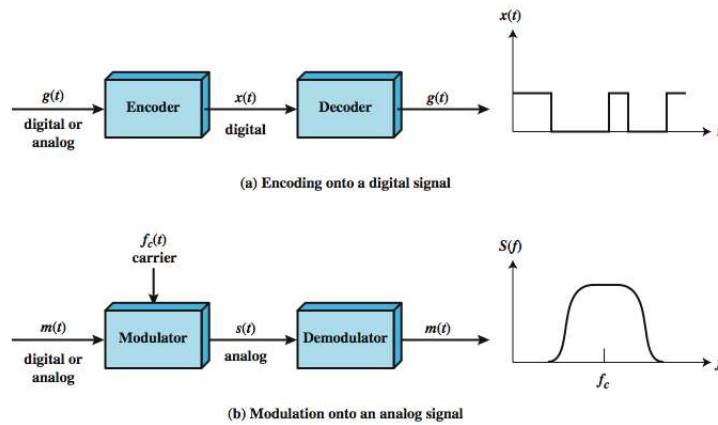 x(t)
g(t)
digital or
analog
Encoder
x(t)
digital
Decoder
g(t)
(a) Encoding onto a digital signal
f_c(t)
carrier
S(f)
m(t)
digital or
analog
Modulator
s(t)
analog
Demodulator
m(t)
f_c
(b) Modulation onto an analog signal